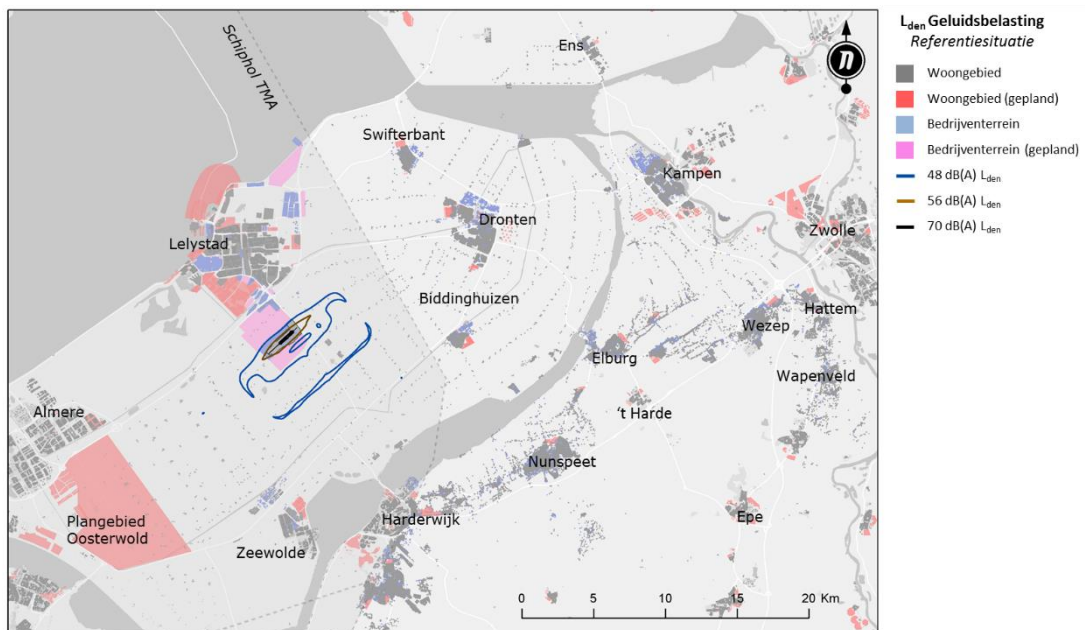 Schiphol TMA
Ens
Swifterbant
Kampen
Dronten
Zwolle
Lelystad
Biddinghuizen
Hattem
Wezep
Elburg
Wapenveld
Almere
't Harde
Nunspeet
Plangebied
Oosterwold
Harderwijk
Epe
Zeewolde
0 5 10 15 20 Km
n
Lden Geluidsbelasting
Referentiesituatie
Woongebied
Woongebied (gepland)
Bedrijventerrein
Bedrijventerrein (gepland)
48 dB(A) Lden
56 dB(A) Lden
70 dB(A) Lden